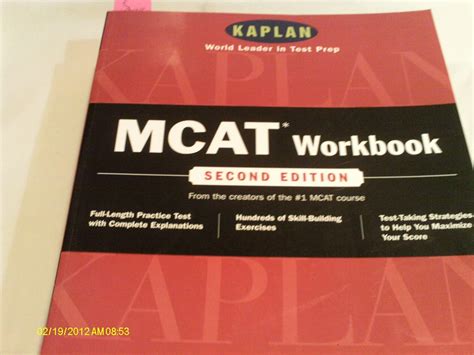 KAPLAN
World Leader in Test Prep
KAPLAN
MCAT* Workbook
SECOND EDITION
From the creators of the #1 MCAT course
Full-Length Practice Test
with Complete Explanations
Hundreds of Skill-Building
Exercises
Test-Taking Strategies
to Help You Maximize
Your Score
KAPLAN
02/19/2012 AM 08:53